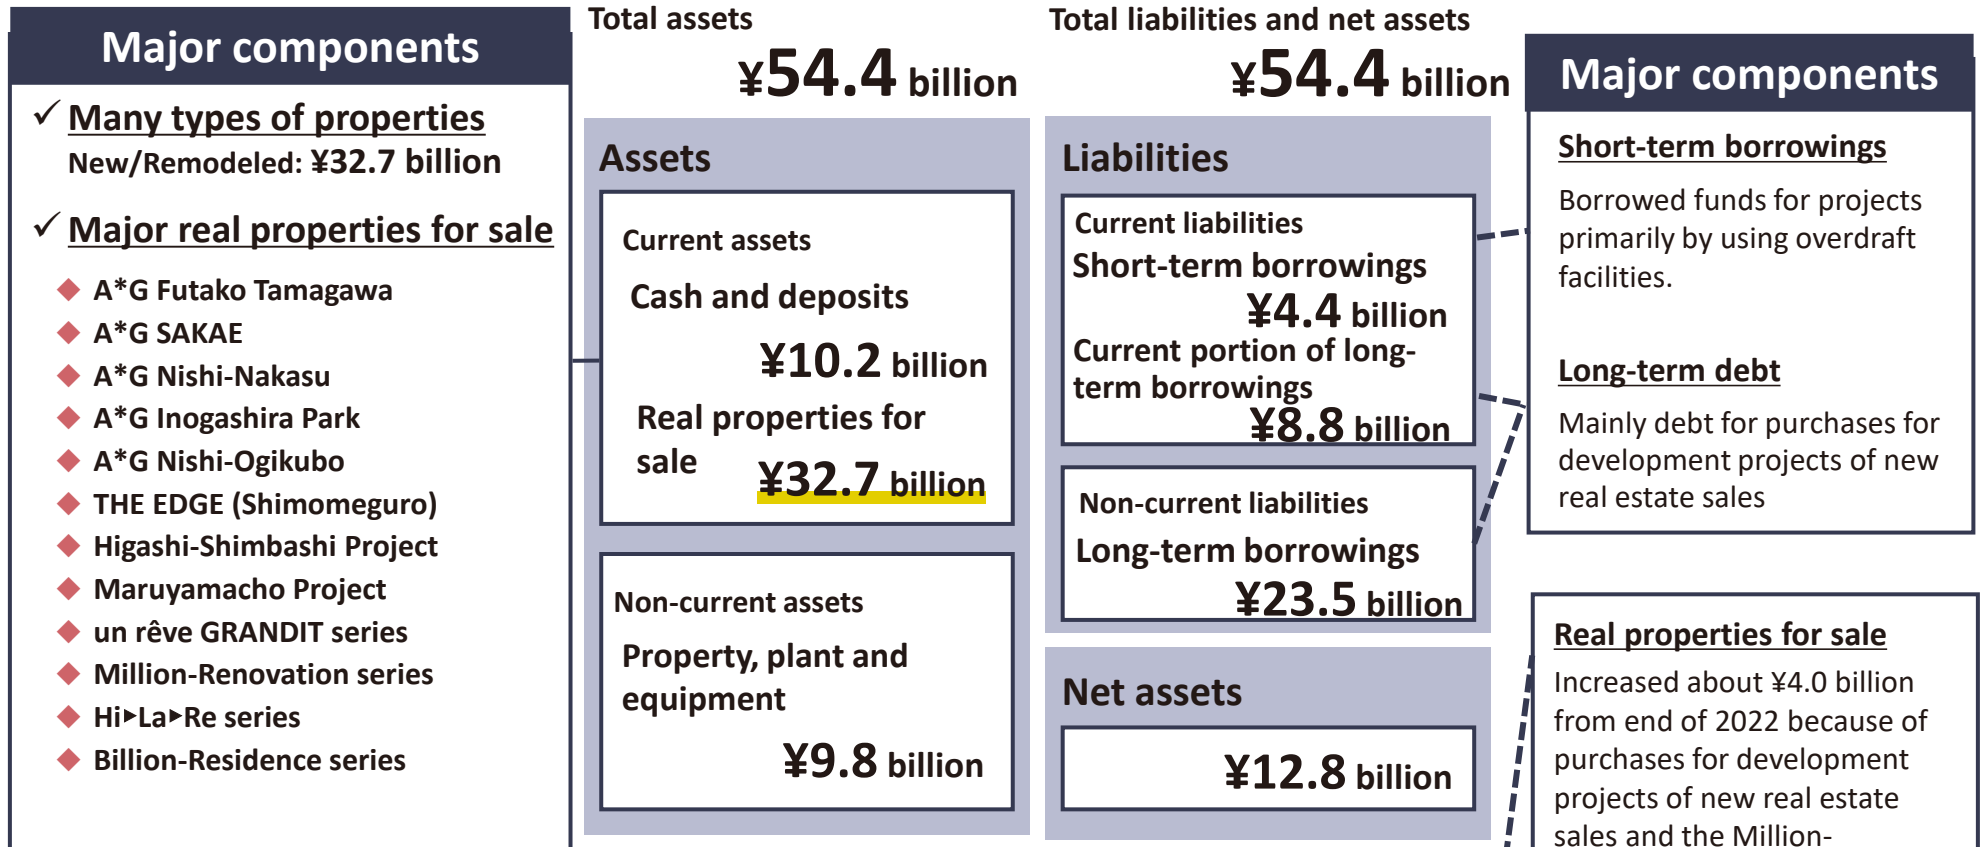 Major components
✓ Many types of properties
New/Remodeled: ¥32.7 billion
✓ Major real properties for sale
◆ A*G Futako Tamagawa
◆ A*G SAKAE
◆ A*G Nishi-Nakasu
◆ A*G Inogashira Park
◆ A*G Nishi-Ogikubo
◆ THE EDGE (Shimomeguro)
◆ Higashi-Shimbashi Project
◆ Maruyamacho Project
◆ un rêve GRANDIT series
◆ Million-Renovation series
◆ Hi▶La▶Re series
◆ Billion-Residence series
Total assets
¥54.4 billion
Assets
Current assets
Cash and deposits
¥10.2 billion
Real properties for
sale
¥32.7 billion
Non-current assets
Property, plant and
equipment
¥9.8 billion
Total liabilities and net assets
¥54.4 billion
Liabilities
Current liabilities
Short-term borrowings
¥4.4 billion
Current portion of long-
term borrowings
¥8.8 billion
Non-current liabilities
Long-term borrowings
¥23.5 billion
Net assets
¥12.8 billion
Major components
Short-term borrowings
Borrowed funds for projects
primarily by using overdraft
facilities.
Long-term debt
Mainly debt for purchases for
development projects of new
real estate sales
Real properties for sale
Increased about ¥4.0 billion
from end of 2022 because of
purchases for development
projects of new real estate
sales and the Million-